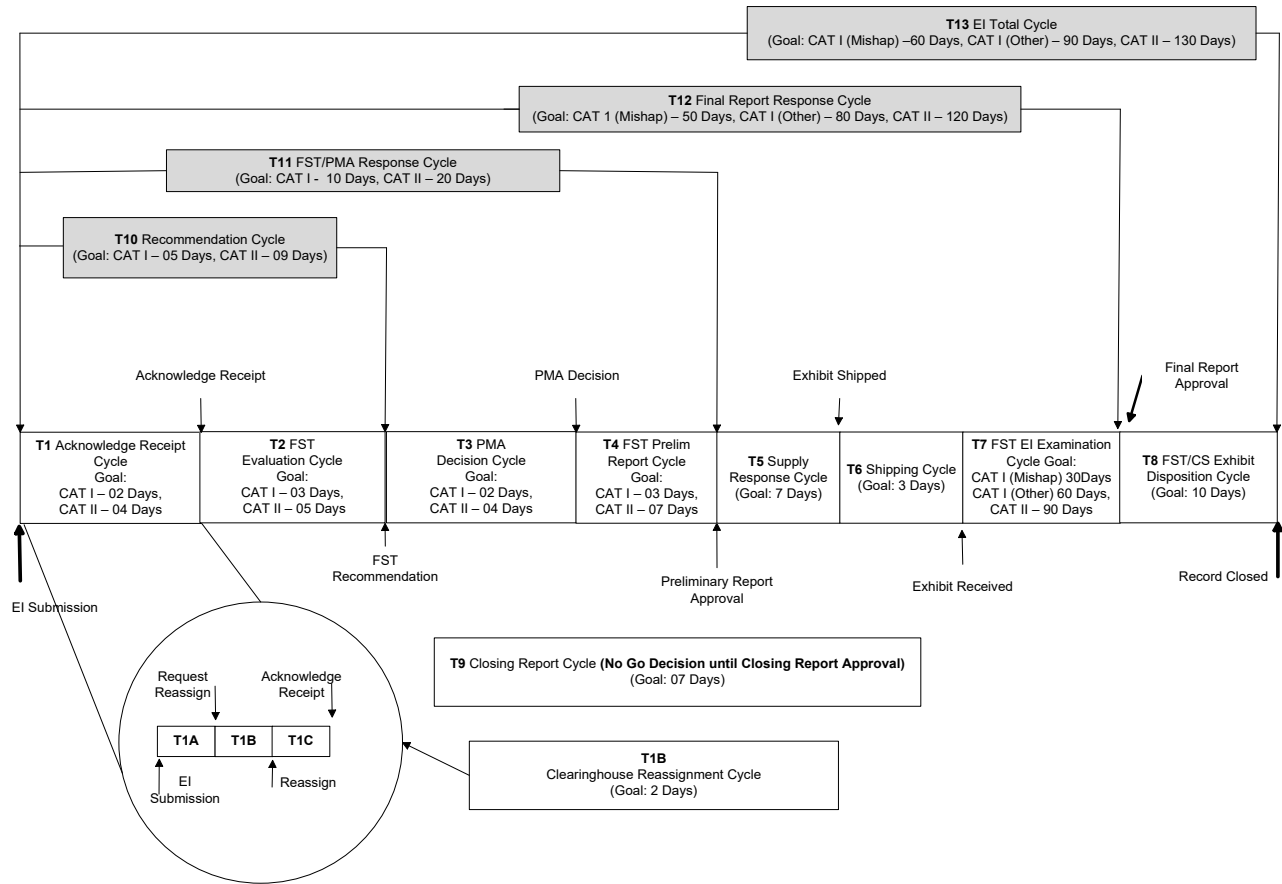 T13 EI Total Cycle
(Goal: CAT I (Mishap) –60 Days, CAT I (Other) – 90 Days, CAT II – 130 Days)
T12 Final Report Response Cycle
(Goal: CAT 1 (Mishap) – 50 Days, CAT I (Other) – 80 Days, CAT II – 120 Days)
T11 FST/PMA Response Cycle
(Goal: CAT I - 10 Days, CAT II – 20 Days)
T10 Recommendation Cycle
(Goal: CAT I – 05 Days, CAT II – 09 Days)
Acknowledge Receipt
PMA Decision
Exhibit Shipped
Final Report
Approval
T1 Acknowledge Receipt
Cycle
Goal:
CAT I – 02 Days,
CAT II – 04 Days
T2 FST
Evaluation Cycle
Goal:
CAT I – 03 Days,
CAT II – 05 Days
T3 PMA
Decision Cycle
Goal:
CAT I – 02 Days,
CAT II – 04 Days
T4 FST Prelim
Report Cycle
Goal:
CAT I – 03 Days,
CAT II – 07 Days
T5 Supply
Response Cycle
(Goal: 7 Days)
T6 Shipping Cycle
(Goal: 3 Days)
T7 FST EI Examination
Cycle Goal:
CAT I (Mishap) 30Days
CAT I (Other) 60 Days,
CAT II – 90 Days
T8 FST/CS Exhibit
Disposition Cycle
(Goal: 10 Days)
EI Submission
FST
Recommendation
Preliminary Report
Approval
Exhibit Received
Record Closed
T9 Closing Report Cycle (No Go Decision until Closing Report Approval)
(Goal: 07 Days)
Request
Reassign
Acknowledge
Receipt
T1A
T1B
T1C
EI
Submission
Reassign
T1B
Clearinghouse Reassignment Cycle
(Goal: 2 Days)